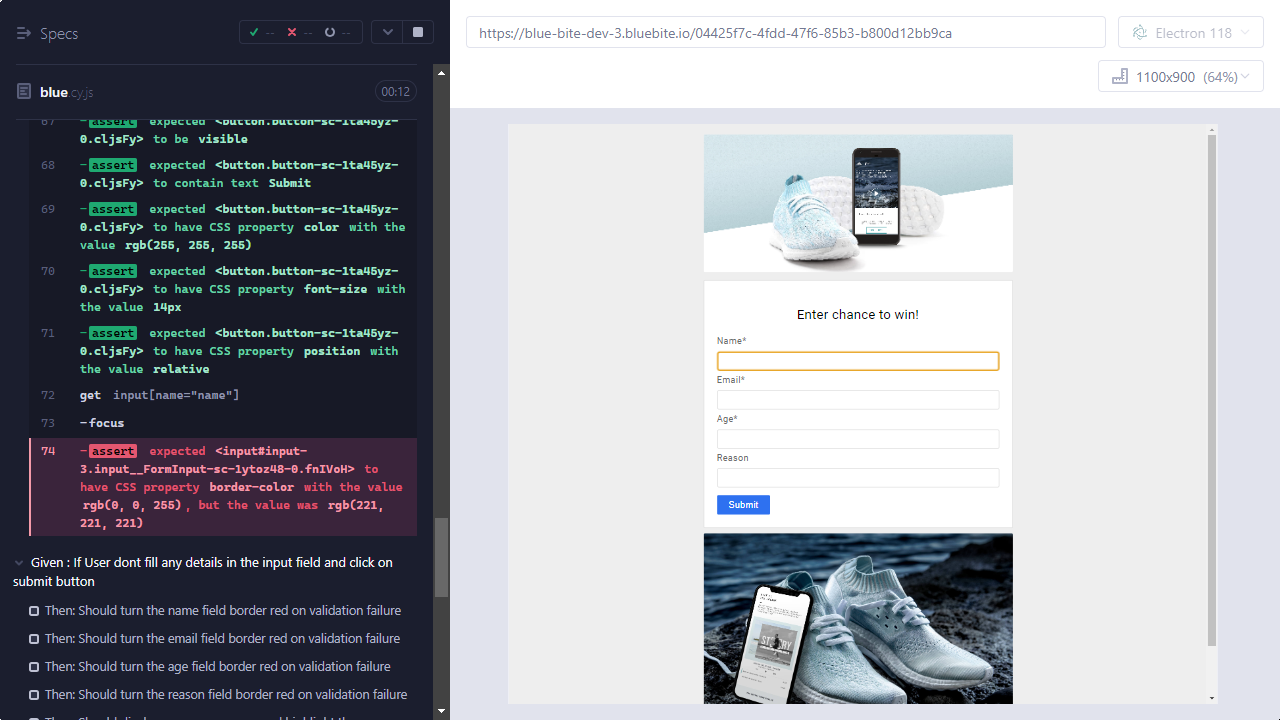 Specs
-- -- --
blue.cy.js
00:12
67 -assert expected <button.button-sc-1ta45yz-
0.cljsFy> to be visible
68 -assert expected <button.button-sc-1ta45yz-
0.cljsFy> to contain text Submit
69 -assert expected <button.button-sc-1ta45yz-
0.cljsFy> to have CSS property color with the
value rgb(255, 255, 255)
70 -assert expected <button.button-sc-1ta45yz-
0.cljsFy> to have CSS property font-size with
the value 14px
71 -assert expected <button.button-sc-1ta45yz-
0.cljsFy> to have CSS property position with
the value relative
72 get input[name="name"]
73 -focus
74 -assert expected <input#input-
3.input__FormInput-sc-1ytoz48-0.fnIVoH> to
have CSS property border-color with the value
rgb(0, 0, 255), but the value was rgb(221,
221, 221)
Given : If User dont fill any details in the input field and click on
submit button
Then: Should turn the name field border red on validation failure
Then: Should turn the email field border red on validation failure
Then: Should turn the age field border red on validation failure
Then: Should turn the reason field border red on validation failure
https://blue-bite-dev-3.bluebite.io/04425f7c-4fdd-47f6-85b3-b800d12bb9ca
Electron 118
1100x900 (64%)
Enter chance to win!
Name*
Email*
Age*
Reason
Submit